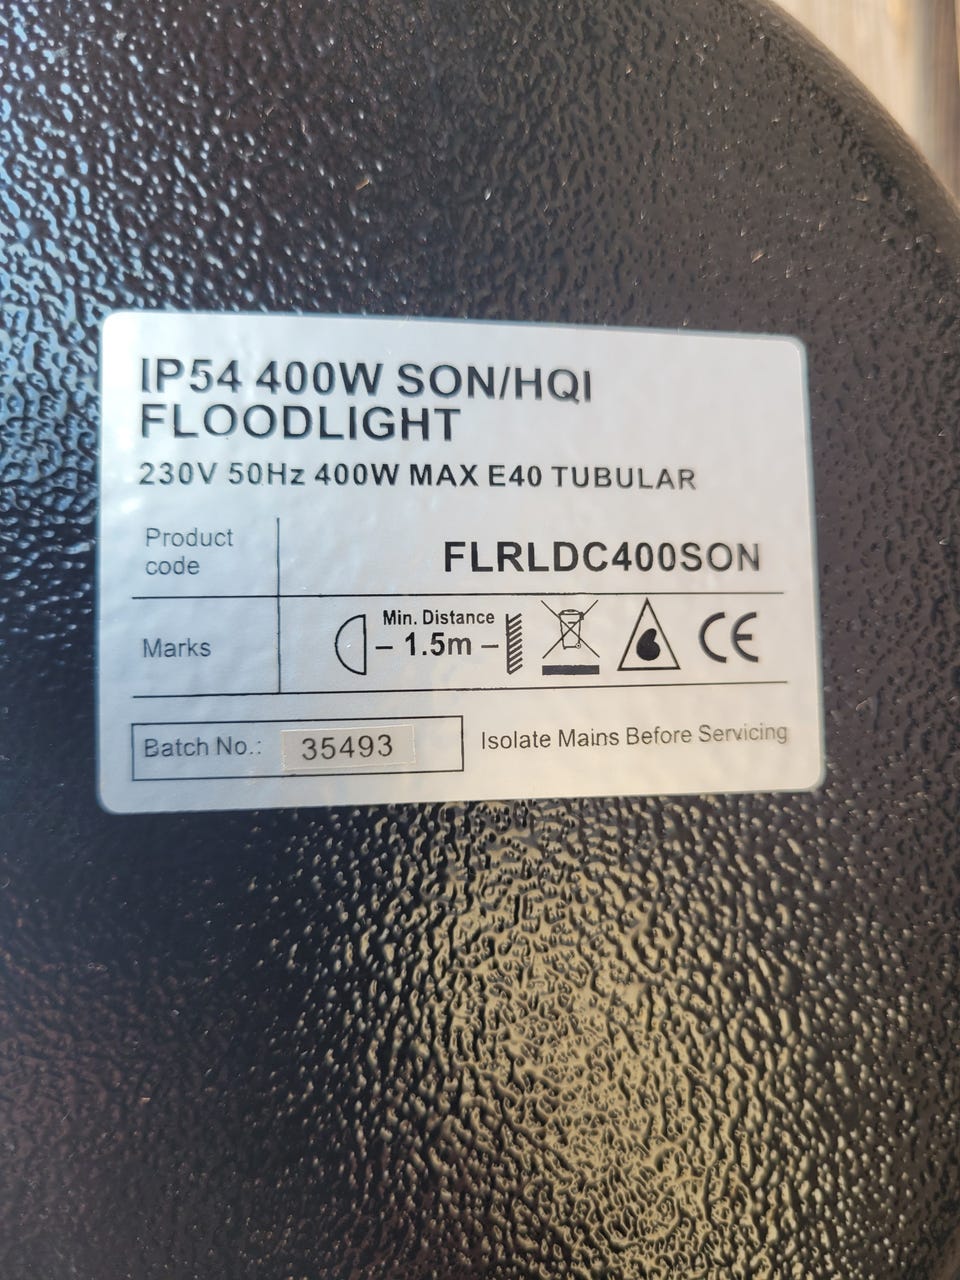 IP54 400W SON/HQI
FLOODLIGHT
230V 50Hz 400W MAX E40 TUBULAR
Product
code
FLRLDC400SON
Marks
Min. Distance
– 1.5m –
CE
Batch No.: 35493
Isolate Mains Before Servicing